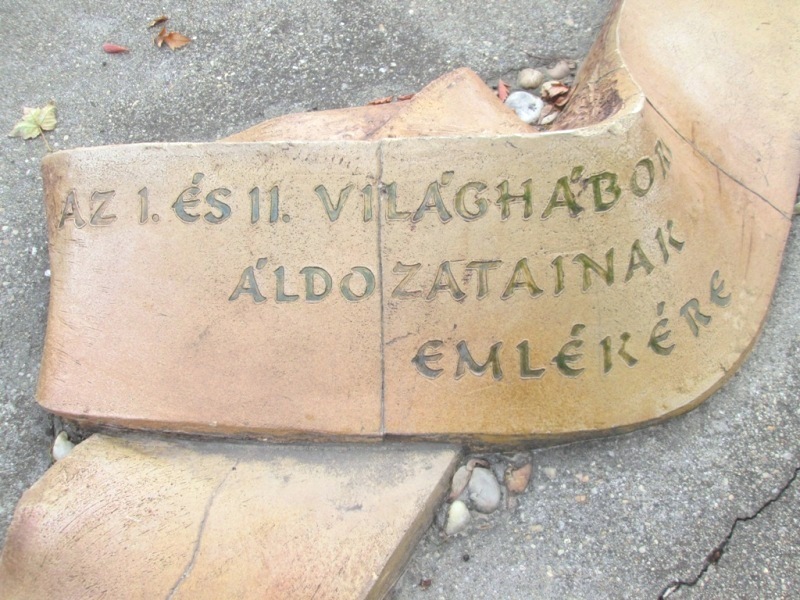 AZ I. ÉS II. VILÁGHÁBORÚ
ÁLDOZATAINAK
EMLÉKÉRE